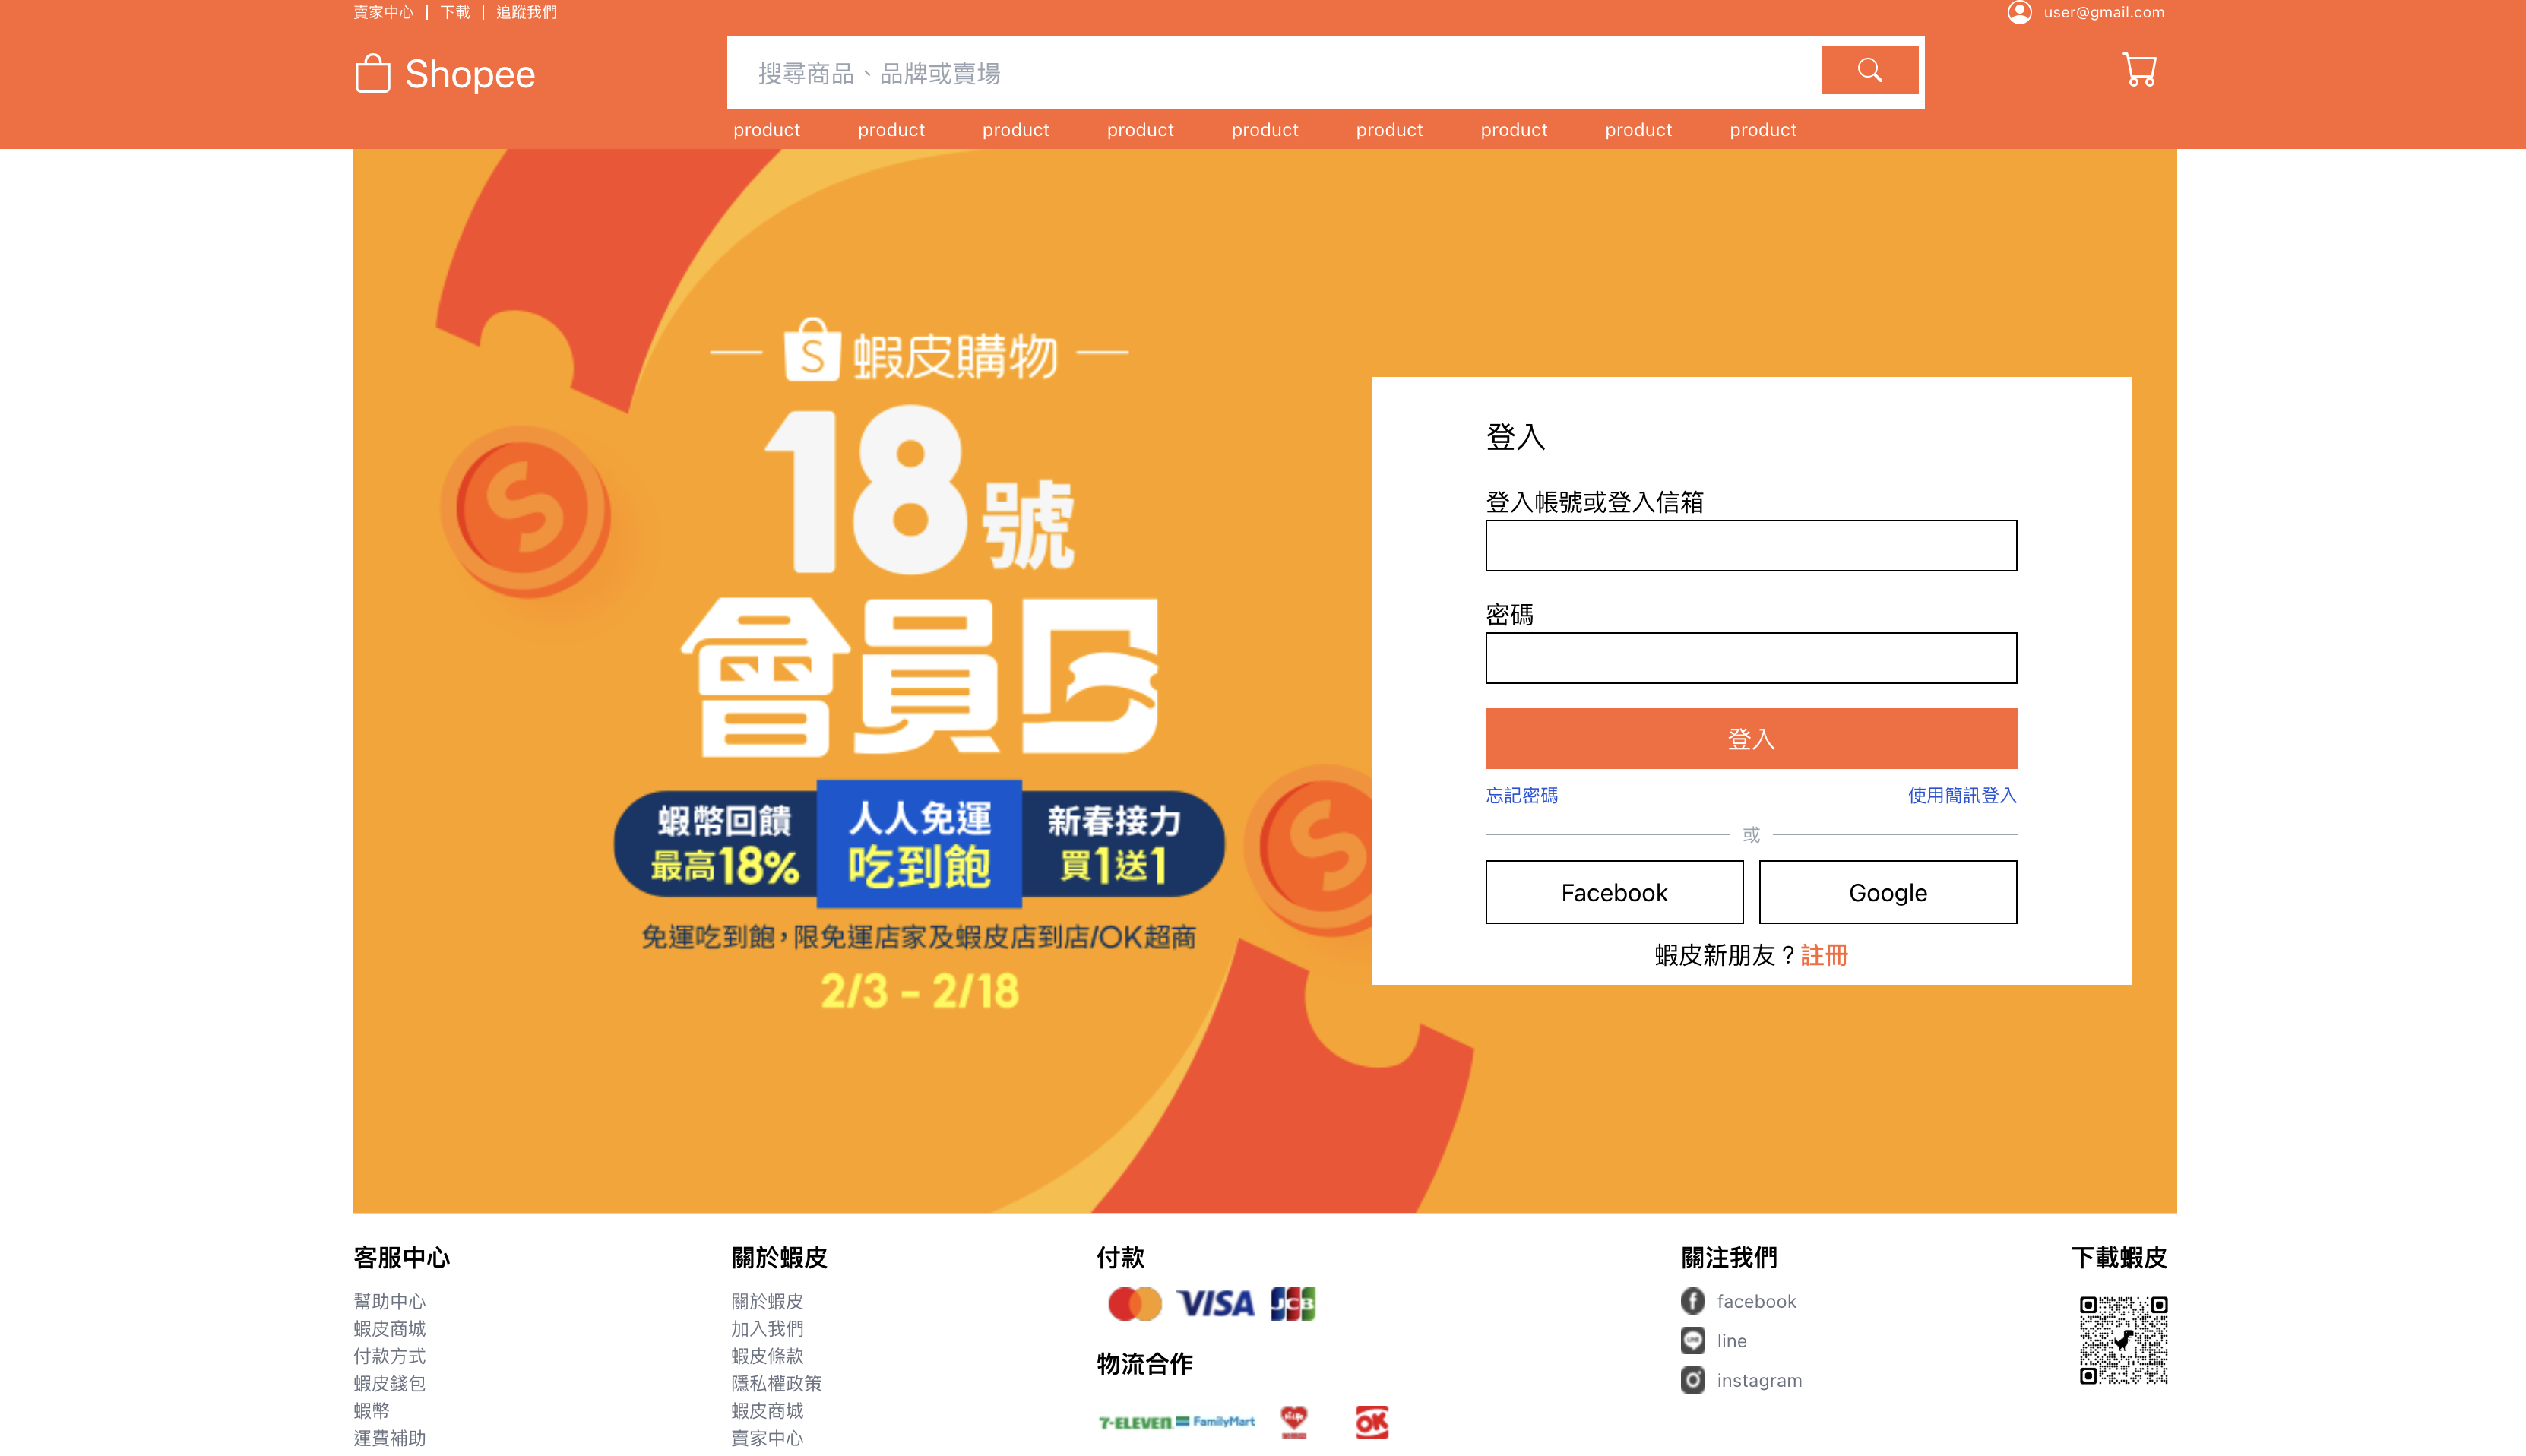 賣家中心 | 下載 | 追蹤我們
user@gmail.com
Shopee
搜尋商品、品牌或賣場
product product product product product product product product product
蝦皮購物
18號
會員日
蝦幣回饋
最高18%
人人免運
吃到飽
新春接力
買1送1
免運吃到飽，限免運店家及蝦皮店到店/OK超商
2/3 - 2/18
登入
登入帳號或登入信箱
密碼
登入
忘記密碼
使用簡訊登入
或
Facebook
Google
蝦皮新朋友？註冊
客服中心
幫助中心
蝦皮商城
付款方式
蝦皮錢包
蝦幣
運費補助
關於蝦皮
關於蝦皮
加入我們
蝦皮條款
隱私權政策
蝦皮商城
賣家中心
付款
VISA
JCB
物流合作
7-ELEVEN
FamilyMart
OK
關注我們
facebook
line
instagram
下載蝦皮